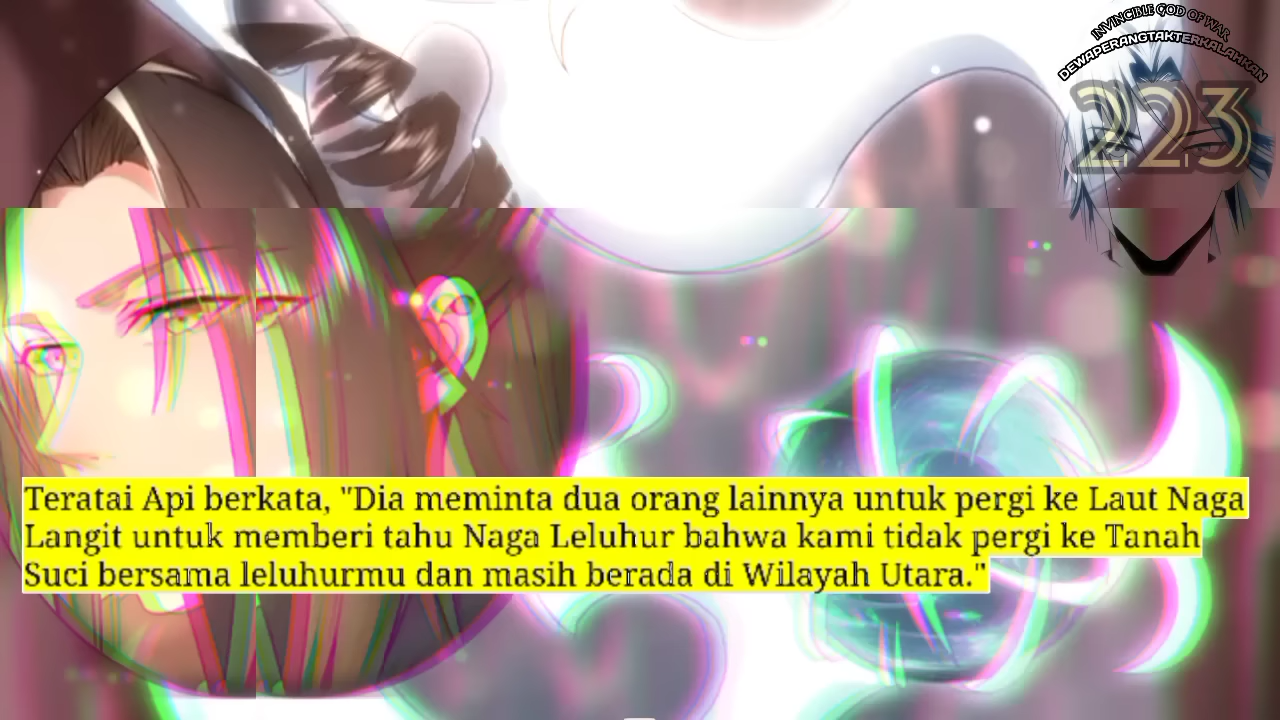 INVINCIBLE GOD OF WAR
DEWAPERANGTAKTERKALAHKAN
223
Teratai Api berkata, "Dia meminta dua orang lainnya untuk pergi ke Laut Naga
Langit untuk memberi tahu Naga Leluhur bahwa kami tidak pergi ke Tanah
Suci bersama leluhurmu dan masih berada di Wilayah Utara."